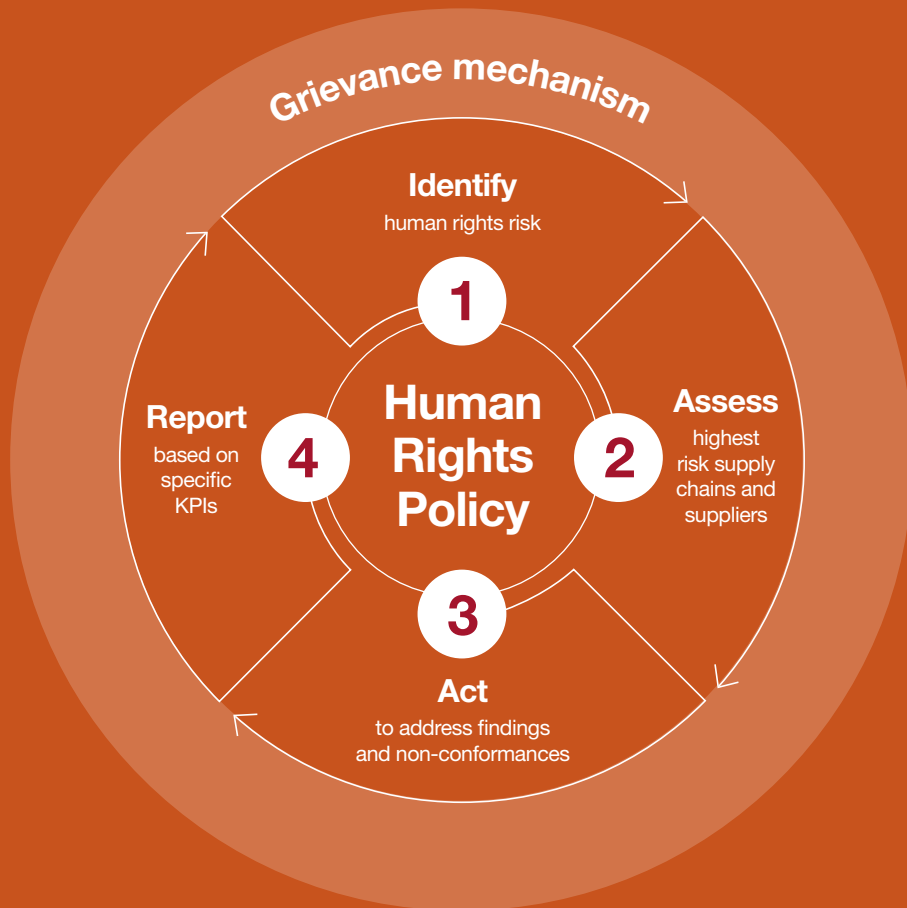 Grievance mechanism
Identify
human rights risk
1
Human
Rights
Policy
2
Assess
highest
risk supply
chains and
suppliers
3
Act
to address findings
and non-conformances
4
Report
based on
specific
KPIs